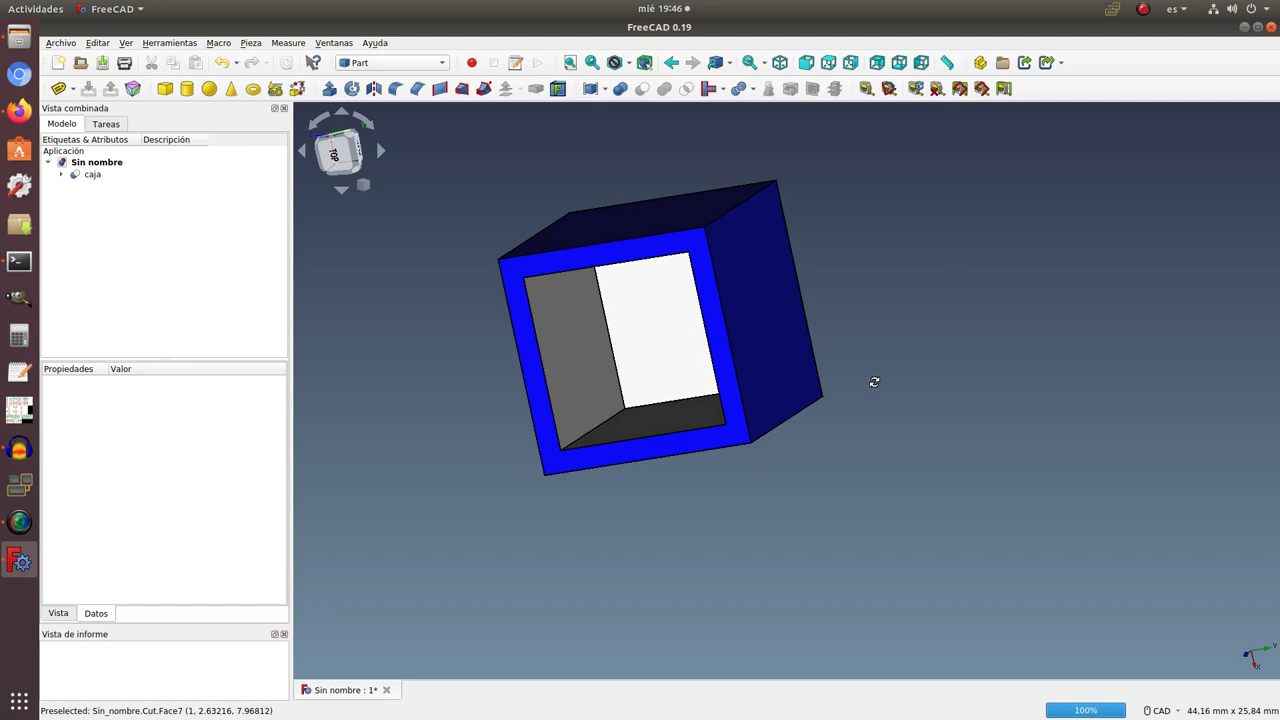 Actividades FreeCAD mié 19:46 es
FreeCAD 0.19
Archivo Editar Ver Herramientas Macro Pieza Measure Ventanas Ayuda
Part
Vista combinada
Modelo Tareas
Etiquetas & Atributos Descripción
Aplicación
Sin nombre
caja
TOP
Propiedades Valor
Vista Datos
Vista de informe
Y
X
Sin nombre : 1*
Preselected: Sin_nombre.Cut.Face7 (1, 2.63216, 7.96812) 100% CAD 44,16 mm x 25,84 mm